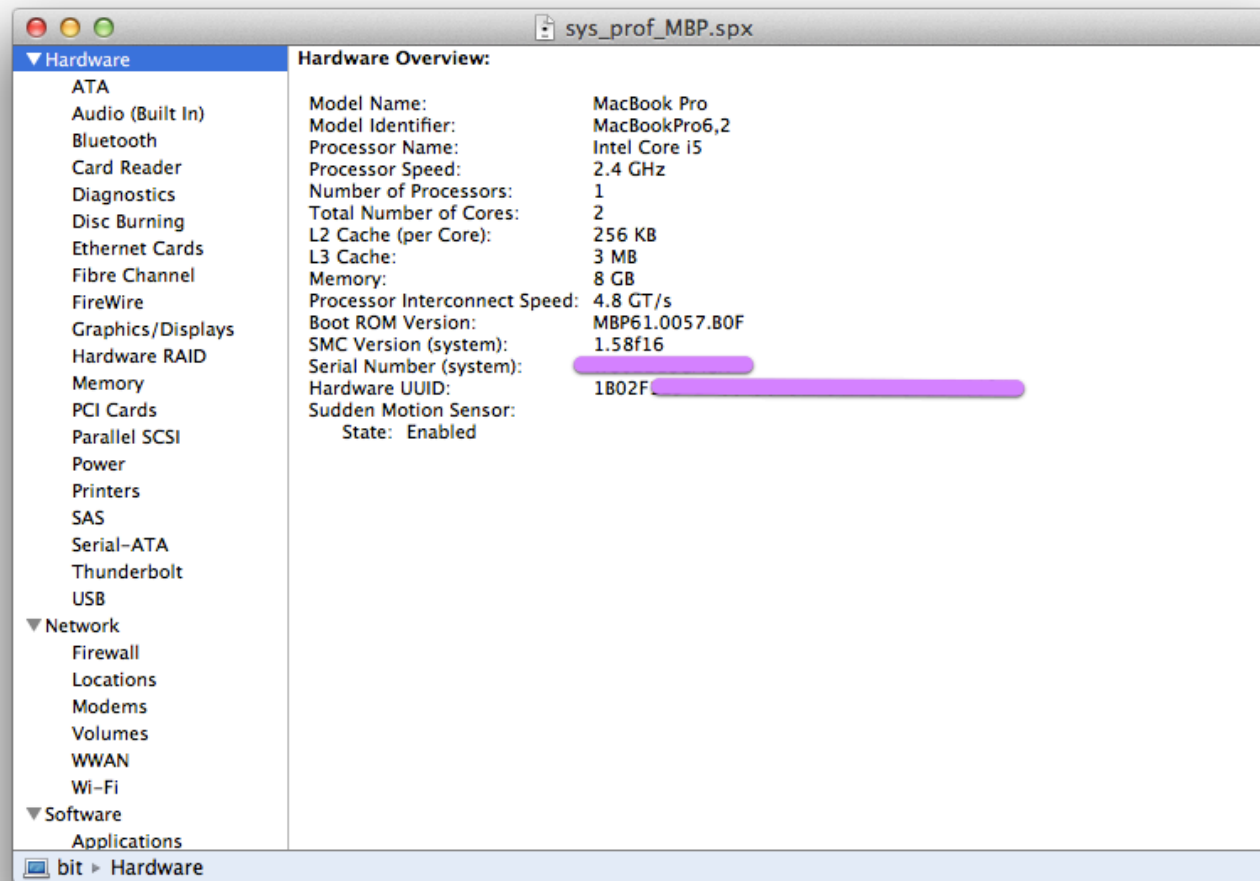 sys_prof_MBP.spx
Hardware
ATA
Audio (Built In)
Bluetooth
Card Reader
Diagnostics
Disc Burning
Ethernet Cards
Fibre Channel
FireWire
Graphics/Displays
Hardware RAID
Memory
PCI Cards
Parallel SCSI
Power
Printers
SAS
Serial-ATA
Thunderbolt
USB
Network
Firewall
Locations
Modems
Volumes
WWAN
Wi-Fi
Software
Applications
Hardware Overview:
Model Name: MacBook Pro
Model Identifier: MacBookPro6,2
Processor Name: Intel Core i5
Processor Speed: 2.4 GHz
Number of Processors: 1
Total Number of Cores: 2
L2 Cache (per Core): 256 KB
L3 Cache: 3 MB
Memory: 8 GB
Processor Interconnect Speed: 4.8 GT/s
Boot ROM Version: MBP61.0057.B0F
SMC Version (system): 1.58f16
Serial Number (system):
Hardware UUID: 1B02F
Sudden Motion Sensor:
State: Enabled
bit ▸ Hardware